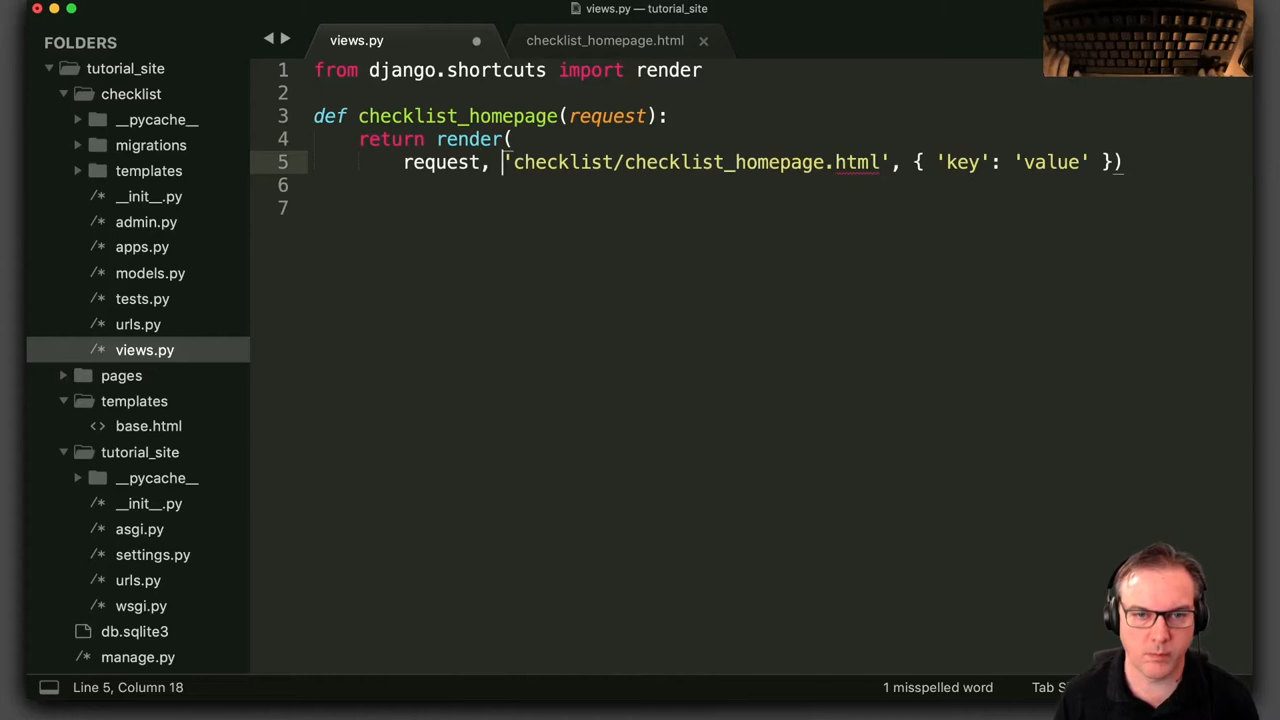 views.py — tutorial_site
FOLDERS
views.py
checklist_homepage.html
tutorial_site
checklist
__pycache__
migrations
templates
__init__.py
admin.py
apps.py
models.py
tests.py
urls.py
views.py
pages
templates
<> base.html
tutorial_site
__pycache__
/* __init__.py
/* asgi.py
/* settings.py
/* urls.py
/* wsgi.py
db.sqlite3
/* manage.py
1 from django.shortcuts import render
2
3 def checklist_homepage(request):
4 return render(
5 request, 'checklist/checklist_homepage.html', { 'key': 'value' })
6
7
Line 5, Column 18
1 misspelled word
Tab